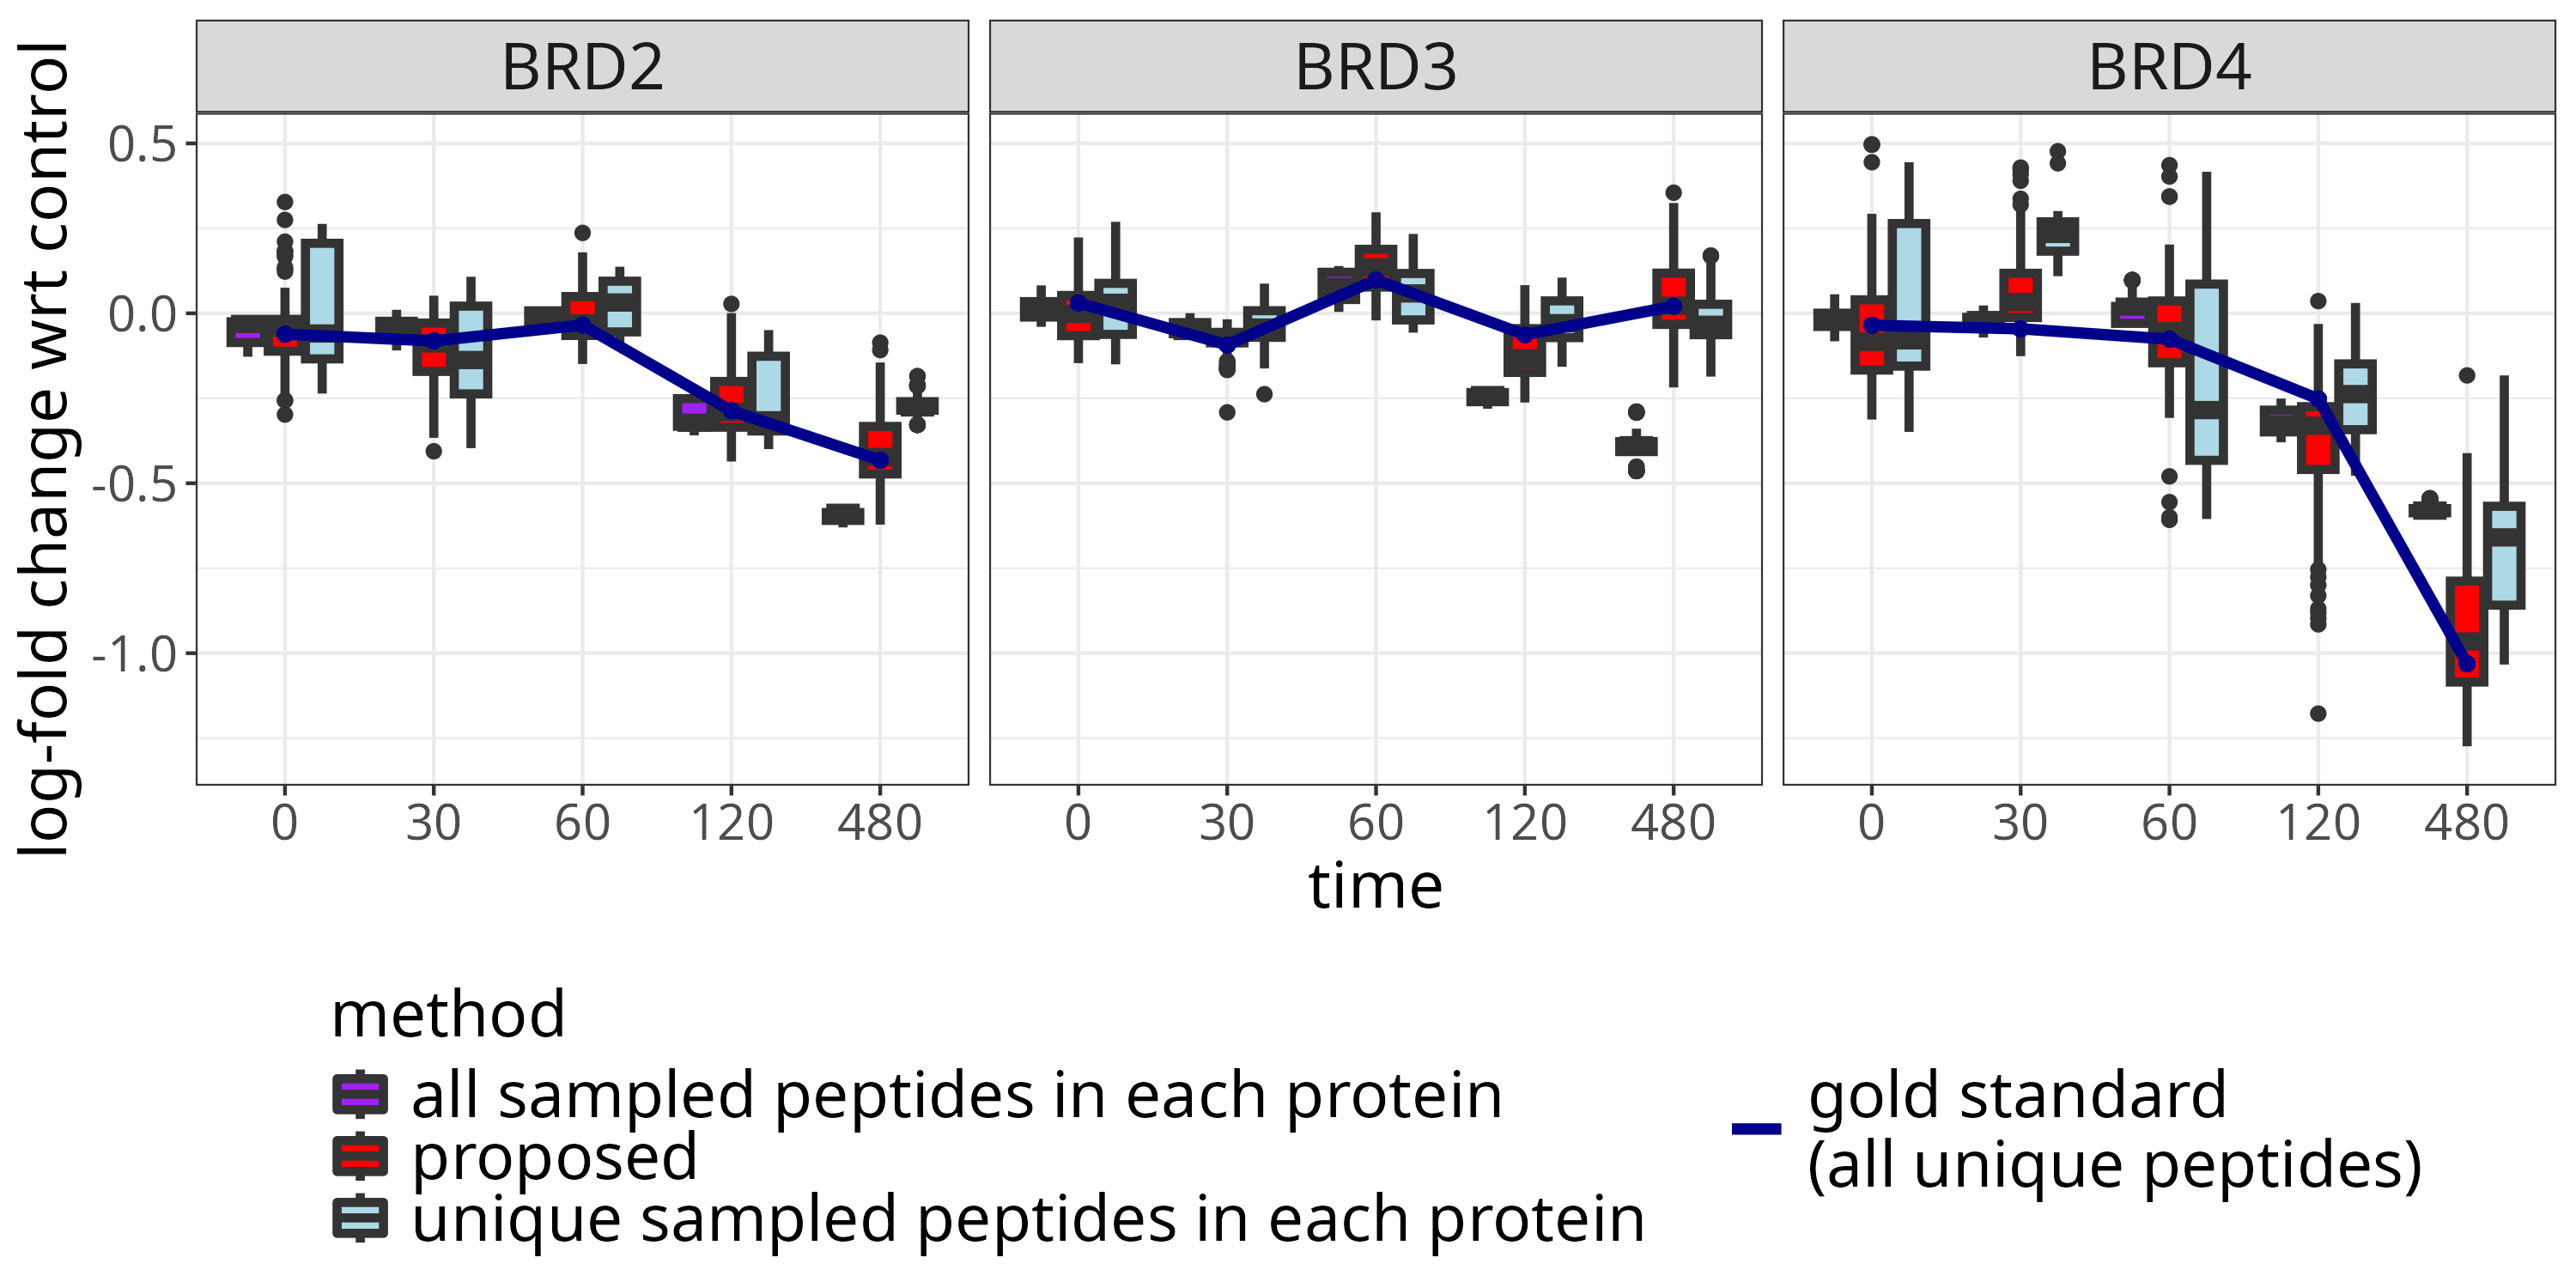 BRD2 BRD3 BRD4
log-fold change wrt control
0.5
0.0
-0.5
-1.0
0 30 60 120 480 0 30 60 120 480 0 30 60 120 480
time
method
all sampled peptides in each protein
proposed
unique sampled peptides in each protein
gold standard
(all unique peptides)